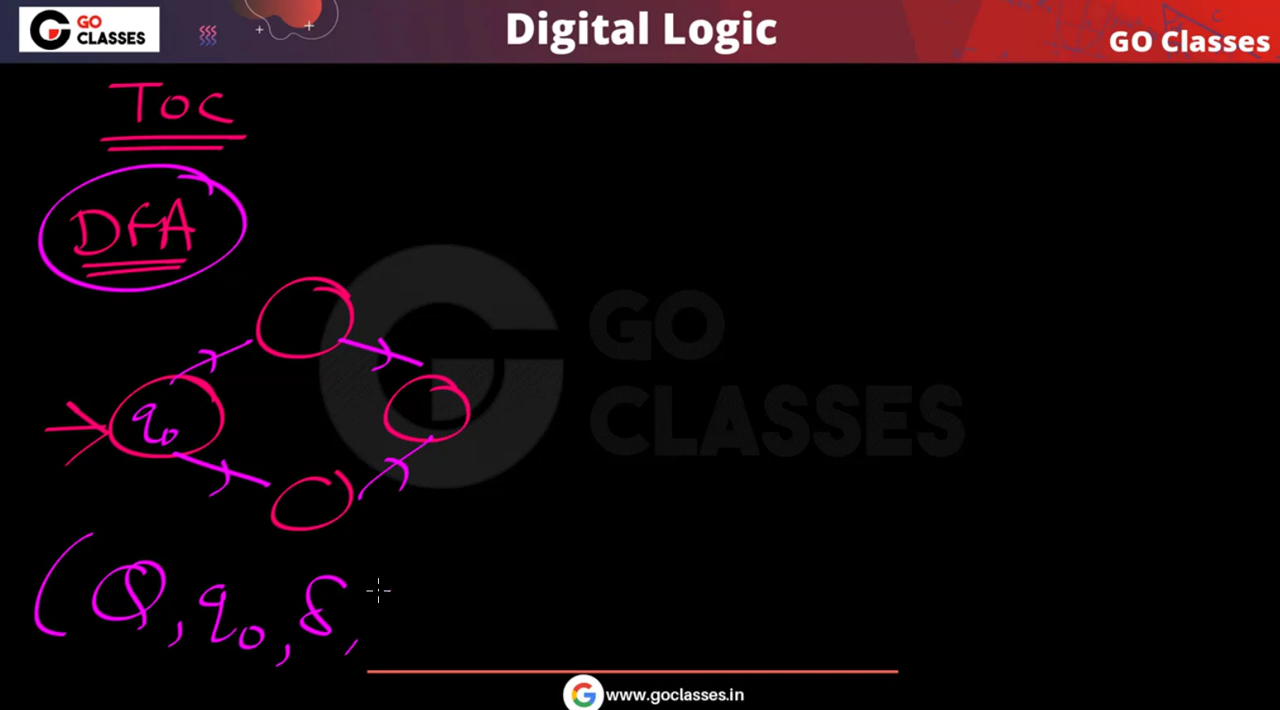 GO
CLASSES
Digital Logic
GO Classes
TOC
DFA
q0
(Q, q0, δ,
GO
CLASSES
www.goclasses.in